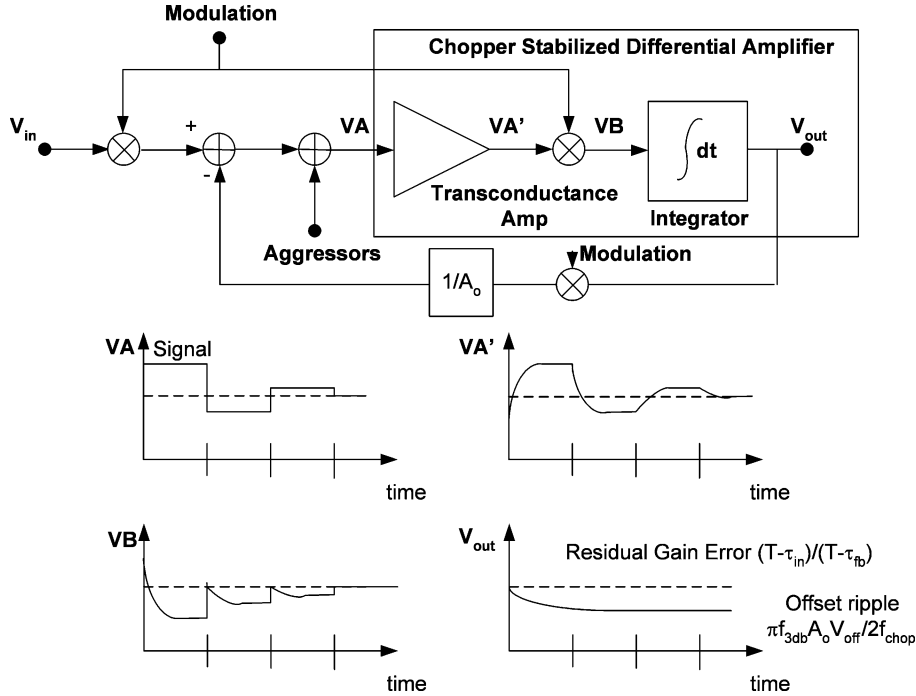 Modulation
Chopper Stabilized Differential Amplifier
V_in
+
-
VA
VA'
VB
∫dt
V_out
Transconductance
Amp
Integrator
Aggressors
Modulation
1/A_o
VA
Signal
time
VA'
time
VB
time
V_out
Residual Gain Error (T-τ_in)/(T-τ_fb)
Offset ripple
πf_3db A_o V_off/2f_chop
time